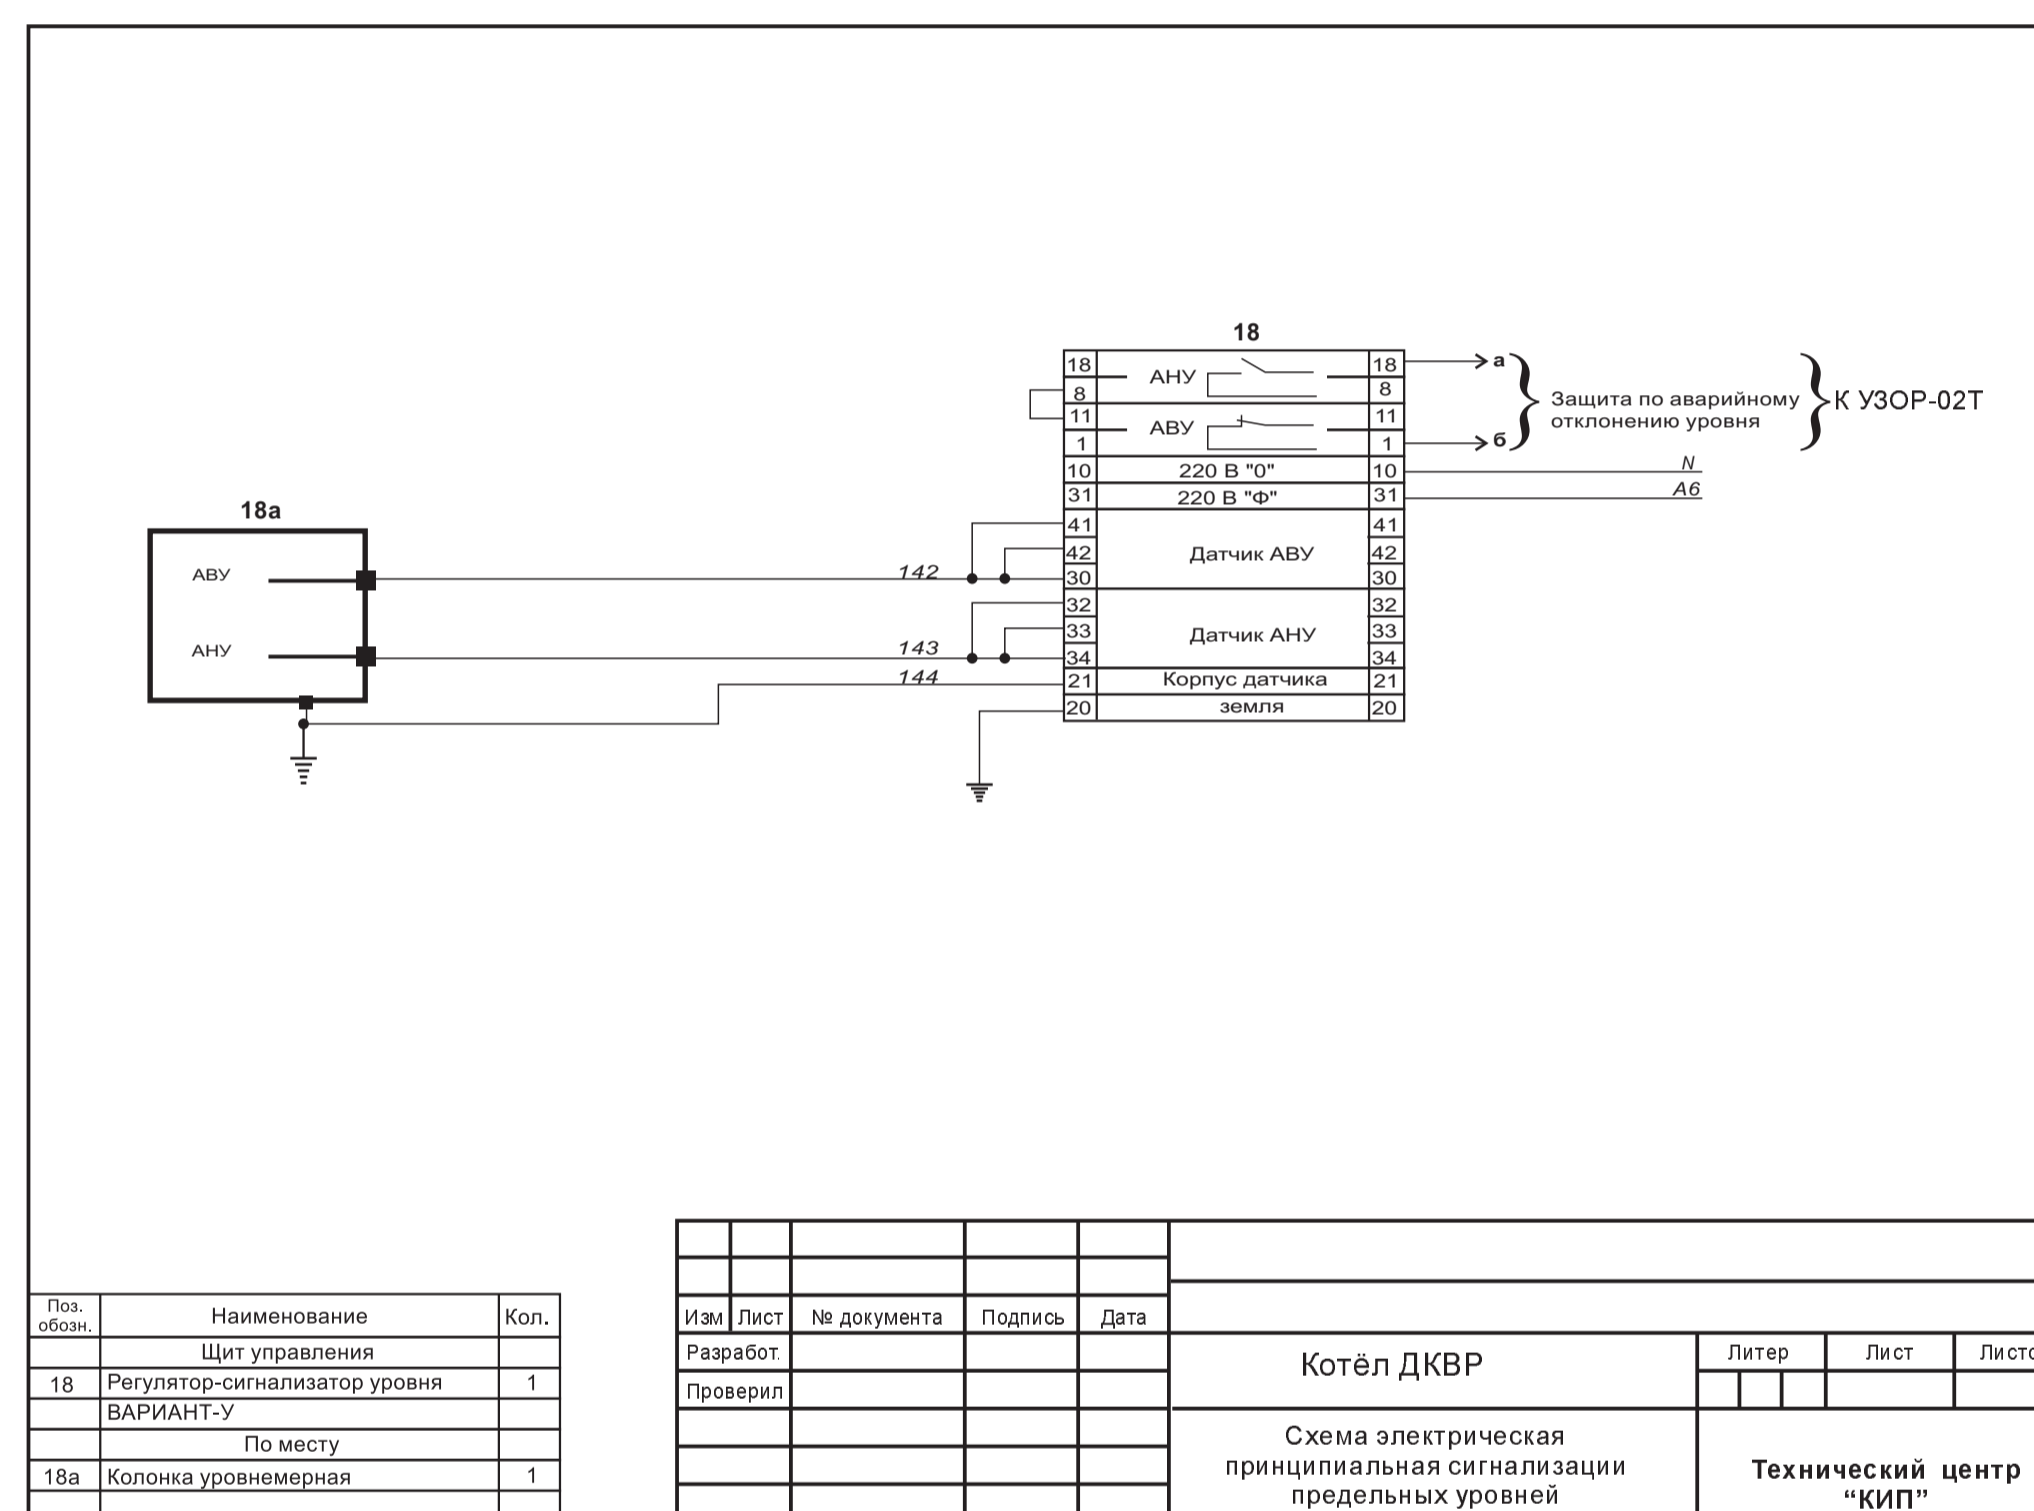 18
18 АНУ 18
8 8
11 АВУ 11
1 1
10 220 В "0" 10
31 220 В "Ф" 31
41 41
42 Датчик АВУ 42
30 30
32 32
33 Датчик АНУ 33
34 34
21 Корпус датчика 21
20 земля 20
а
б
Защита по аварийному
отклонению уровня
К УЗОР-02Т
N
А6
18а
АВУ
АНУ
142
143
144
Поз.
обозн.
Наименование
Кол.
Щит управления
18 Регулятор-сигнализатор уровня 1
ВАРИАНТ-У
По месту
18а Колонка уровнемерная 1
Изм Лист № документа Подпись Дата
Разработ.
Проверил
Котёл ДКВР
Литер Лист
Схема электрическая
принципиальная сигнализации
предельных уровней
Технический центр
“КИП”